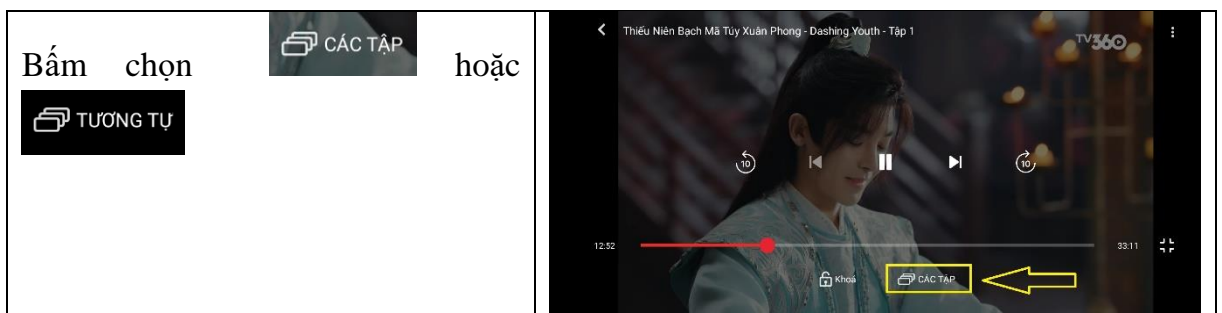 Bấm chọn CÁC TẬP hoặc
TƯƠNG TỰ
Thiếu Niên Bạch Mã Túy Xuân Phong - Dashing Youth - Tập 1
TV360
10
10
12:52
33:11
Khoá
CÁC TẬP